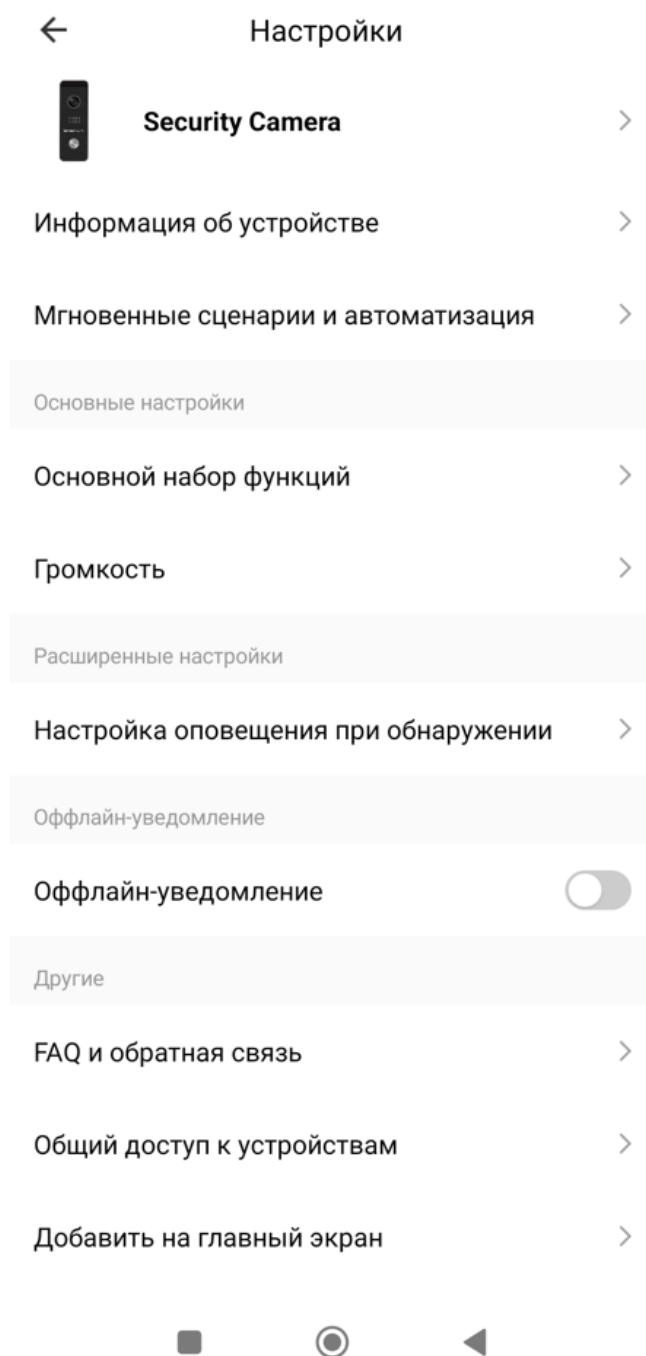 Настройки
Security Camera
Информация об устройстве
Мгновенные сценарии и автоматизация
Основные настройки
Основной набор функций
Громкость
Расширенные настройки
Настройка оповещения при обнаружении
Оффлайн-уведомление
Оффлайн-уведомление
Другие
FAQ и обратная связь
Общий доступ к устройствам
Добавить на главный экран